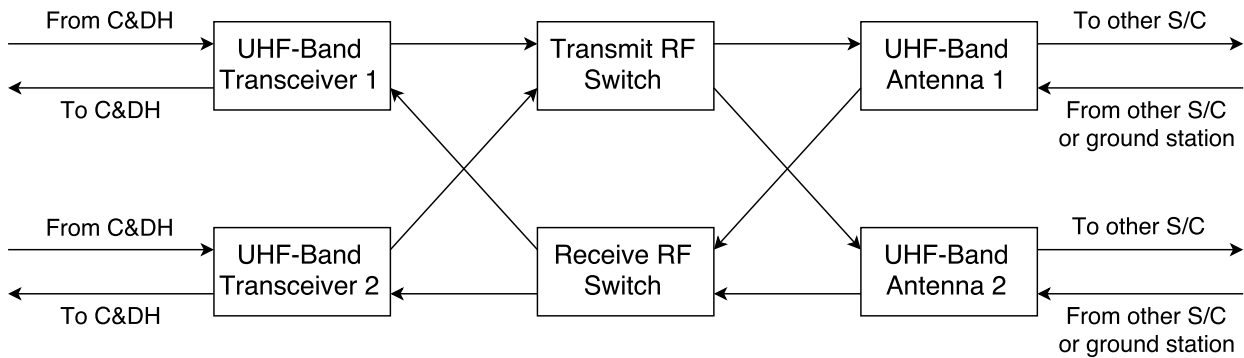 From C&DH
To C&DH
UHF-Band
Transceiver 1
Transmit RF
Switch
UHF-Band
Antenna 1
To other S/C
From other S/C
or ground station
From C&DH
To C&DH
UHF-Band
Transceiver 2
Receive RF
Switch
UHF-Band
Antenna 2
To other S/C
From other S/C
or ground station